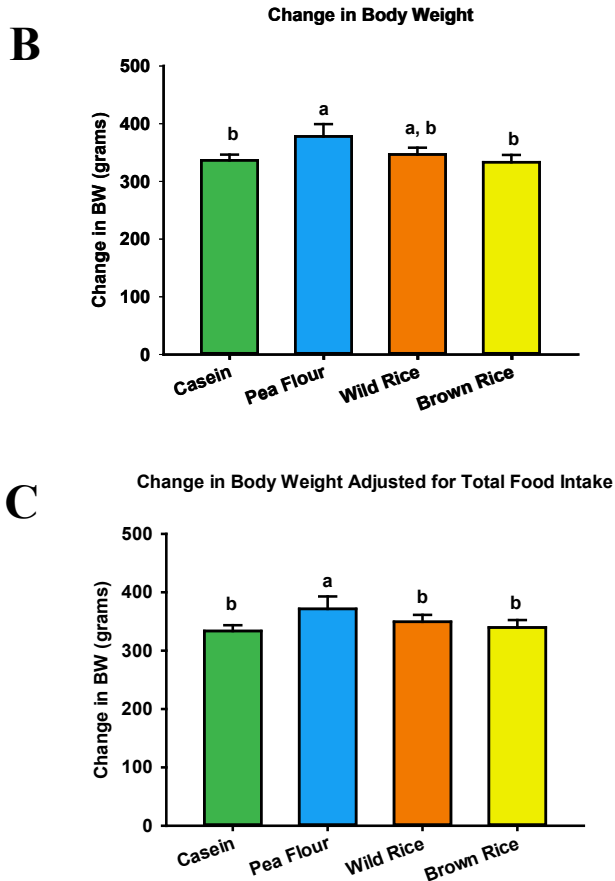 Change in Body Weight
B
500
400
300
200
100
0
Change in BW (grams)
b
a
a, b
b
Casein
Pea Flour
Wild Rice
Brown Rice
Change in Body Weight Adjusted for Total Food Intake
C
500
400
300
200
100
0
Change in BW (grams)
b
a
b
b
Casein
Pea Flour
Wild Rice
Brown Rice